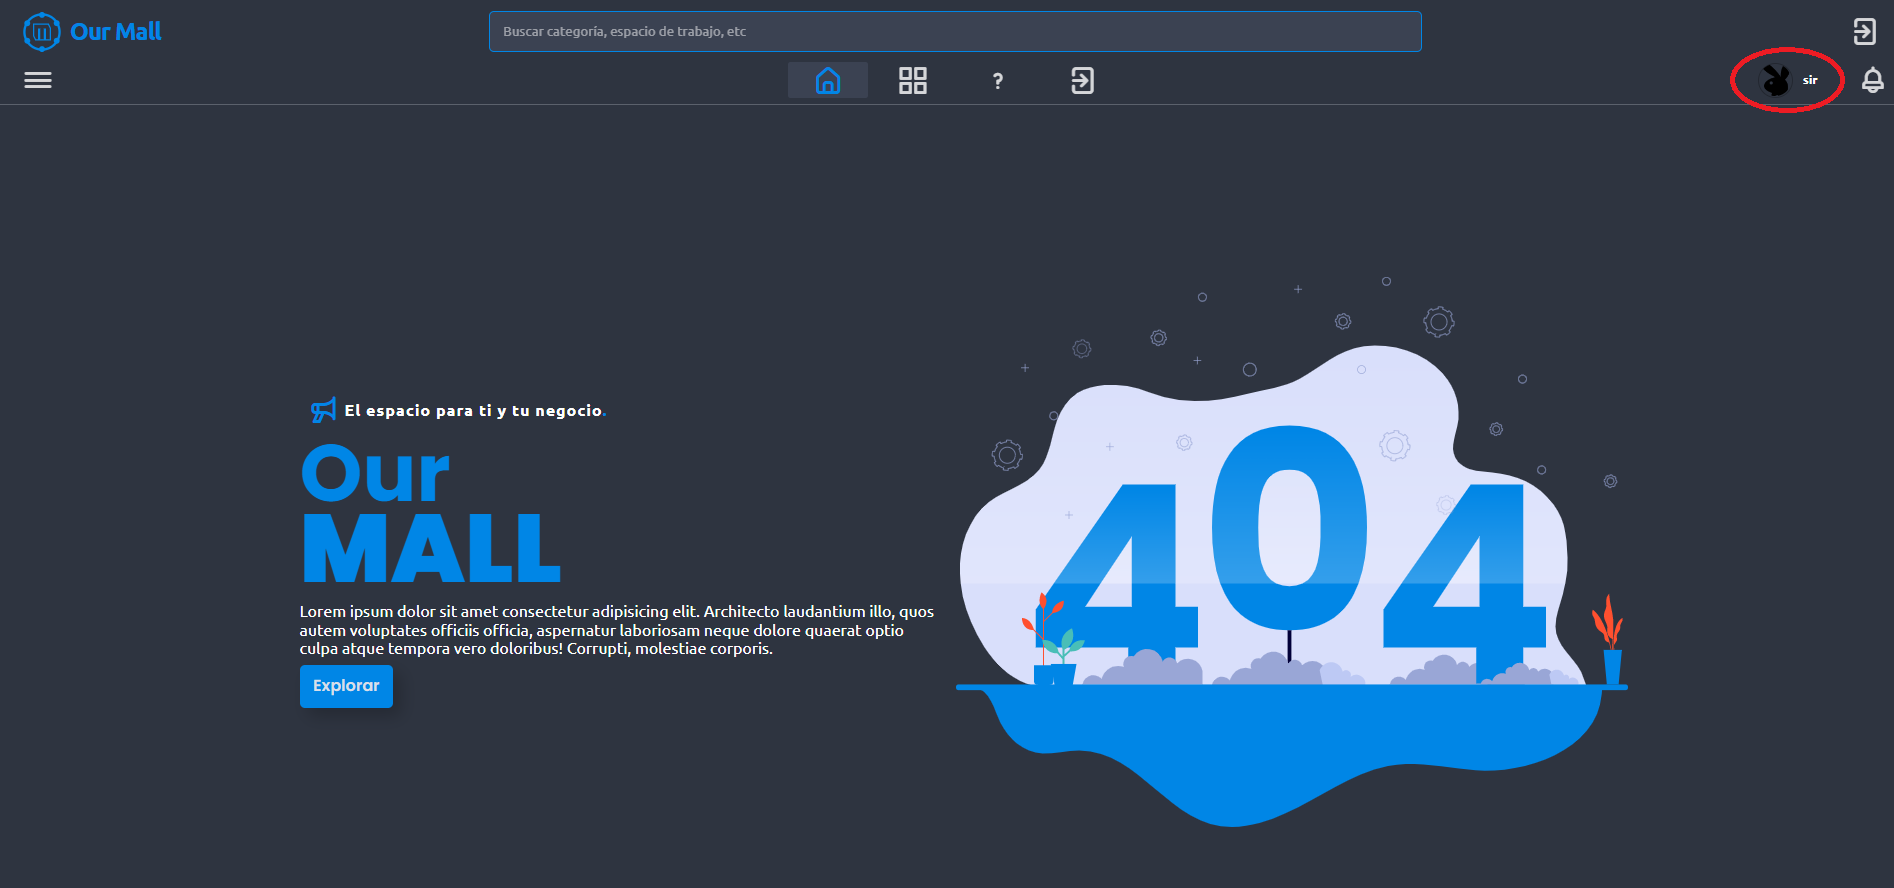 Our Mall
Buscar categoría, espacio de trabajo, etc
?
sir
El espacio para ti y tu negocio.
Our
MALL
Lorem ipsum dolor sit amet consectetur adipisicing elit. Architecto laudantium illo, quos
autem voluptates officiis officia, aspernatur laboriosam neque dolore quaerat optio
culpa atque tempora vero doloribus! Corrupti, molestiae corporis.
Explorar
404